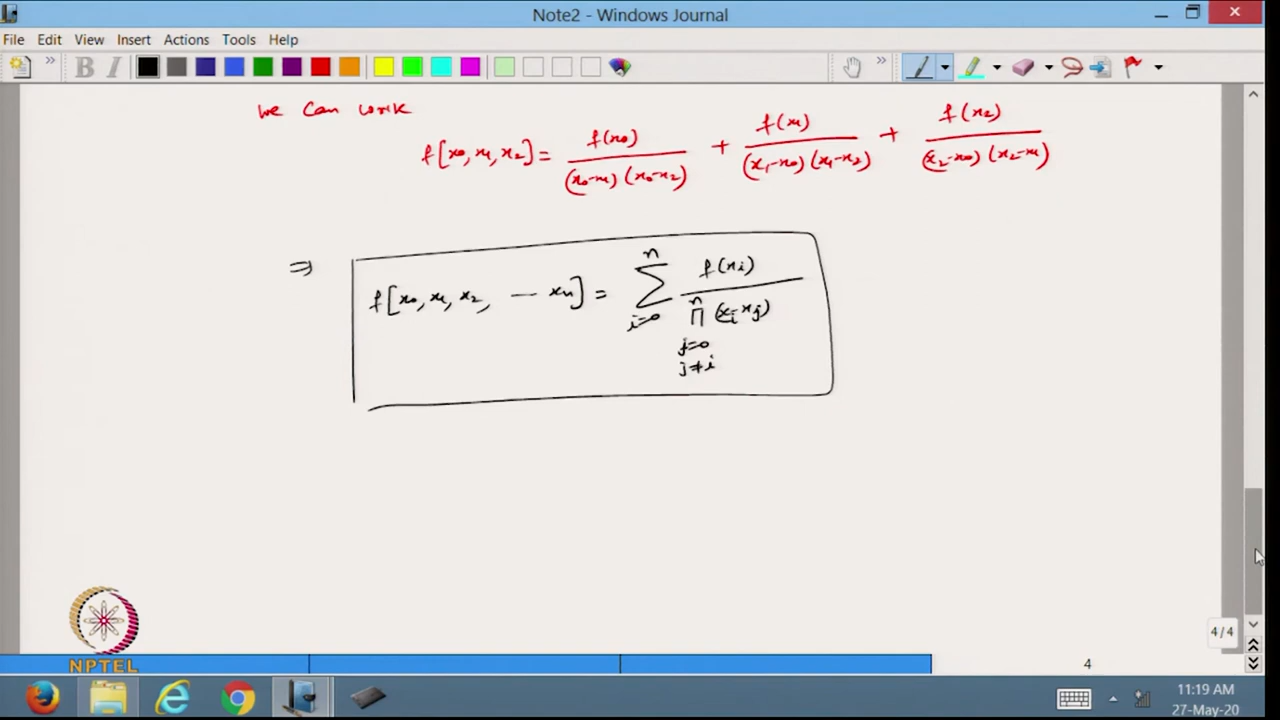 Note2 - Windows Journal
File Edit View Insert Actions Tools Help
we can write
f[x0, x1, x2] = f(x0) / (x0-x1) (x0-x2) + f(x1) / (x1-x0) (x1-x2) + f(x2) / (x2-x0) (x2-x1)
⇒ f[x0, x1, x2, — xn] = n ∑ i=0 f(xi) / n ∏ (xi-xj)
j=0
j≠i
4/4
NPTEL
4
11:19 AM
27-May-20